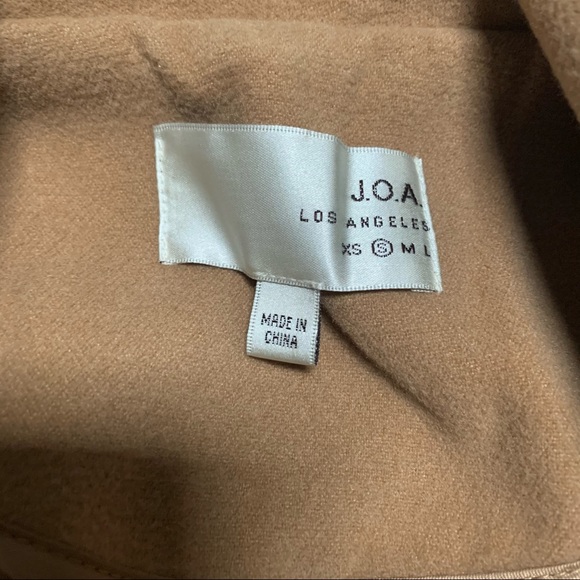 J.O.A.
LOS ANGELES
XS S M L
MADE IN
CHINA